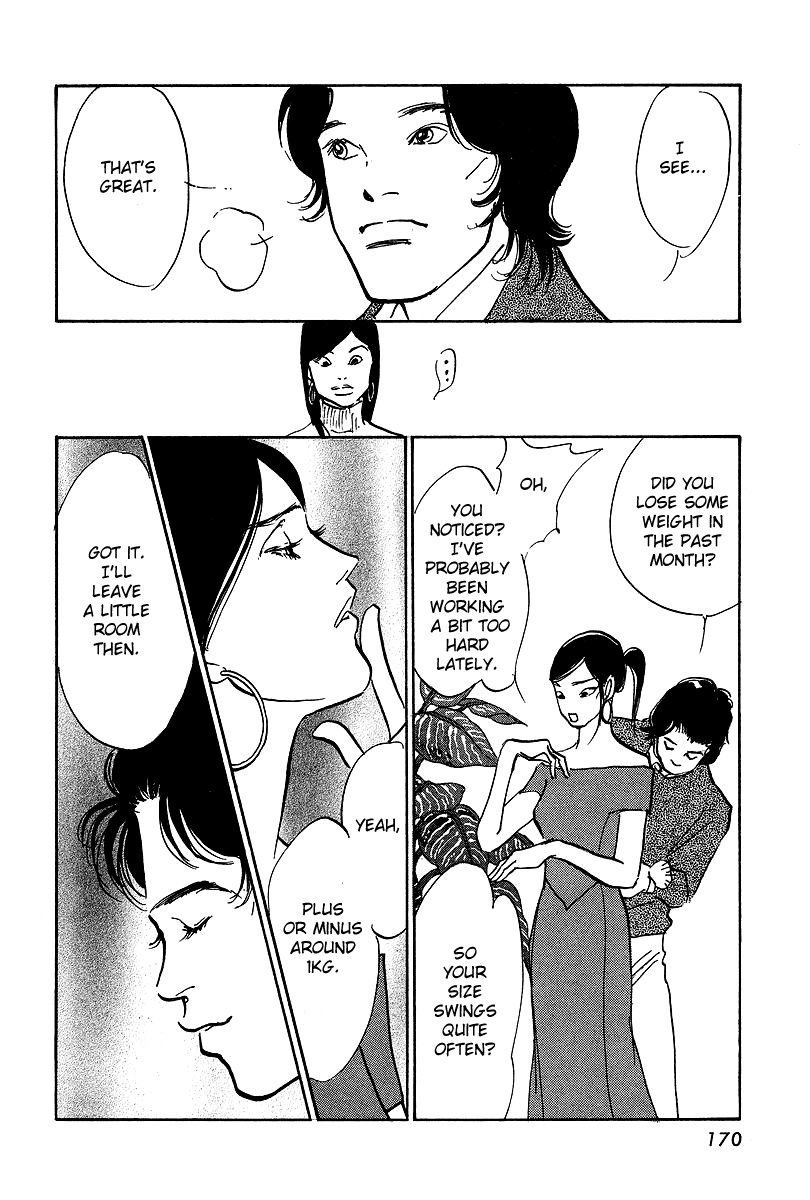 I
SEE...
THAT'S
GREAT.
...
DID YOU
LOSE SOME
WEIGHT IN
THE PAST
MONTH?
OH,
YOU
NOTICED?
I'VE
PROBABLY
BEEN
WORKING
A BIT TOO
HARD
LATELY.
SO
YOUR
SIZE
SWINGS
QUITE
OFTEN?
YEAH,
PLUS
OR MINUS
AROUND
1KG.
GOT IT.
I'LL
LEAVE
A LITTLE
ROOM
THEN.
170